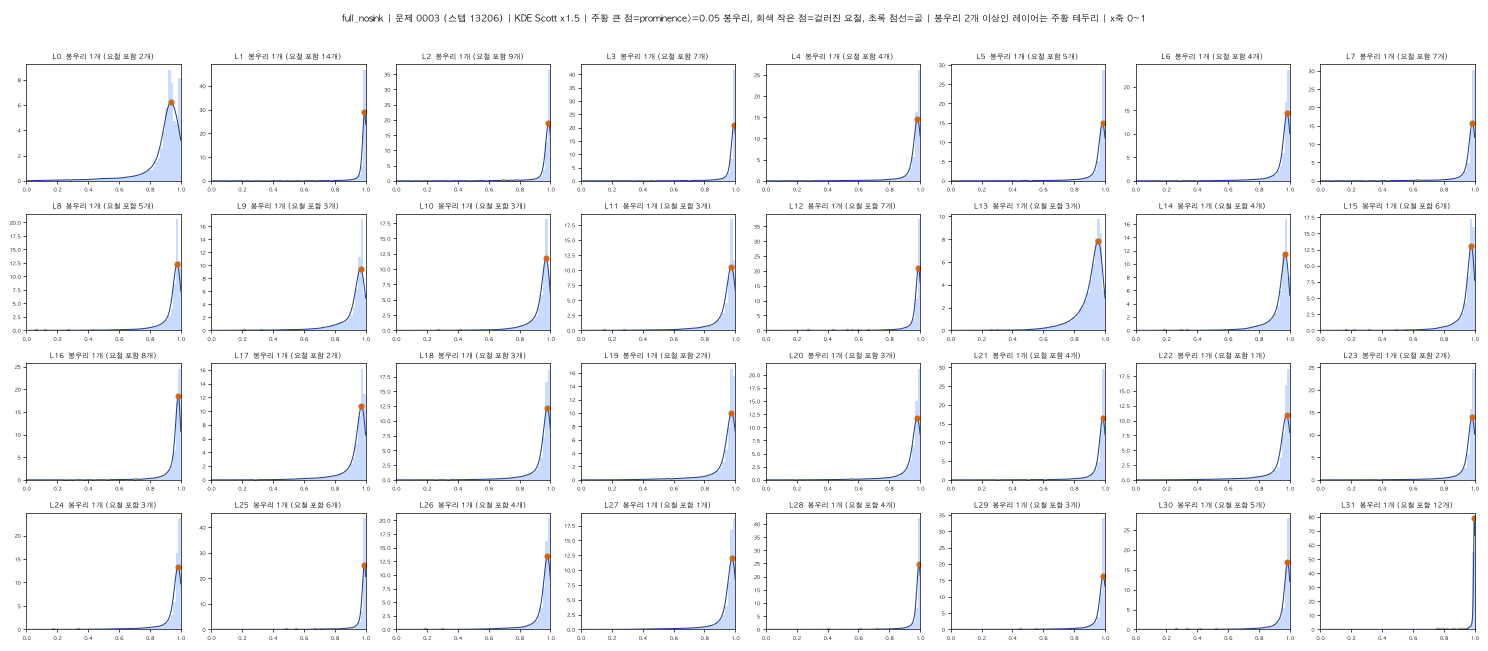 full_nosink | 문제 0003 (스텝 13206) | KDE Scott x1.5 | 주황 큰 점=prominence>=0.05 봉우리, 회색 작은 점=걸러진 요철, 초록 점선=골 | 봉우리 2개 이상인 레이어는 주황 테두리 | x축 0~1
L0 봉우리 1개 (요철 포함 2개)
L1 봉우리 1개 (요철 포함 14개)
L2 봉우리 1개 (요철 포함 9개)
L3 봉우리 1개 (요철 포함 7개)
L4 봉우리 1개 (요철 포함 4개)
L5 봉우리 1개 (요철 포함 5개)
L6 봉우리 1개 (요철 포함 4개)
L7 봉우리 1개 (요철 포함 7개)
L8 봉우리 1개 (요철 포함 5개)
L9 봉우리 1개 (요철 포함 3개)
L10 봉우리 1개 (요철 포함 3개)
L11 봉우리 1개 (요철 포함 3개)
L12 봉우리 1개 (요철 포함 7개)
L13 봉우리 1개 (요철 포함 3개)
L14 봉우리 1개 (요철 포함 4개)
L15 봉우리 1개 (요철 포함 6개)
L16 봉우리 1개 (요철 포함 8개)
L17 봉우리 1개 (요철 포함 2개)
L18 봉우리 1개 (요철 포함 3개)
L19 봉우리 1개 (요철 포함 2개)
L20 봉우리 1개 (요철 포함 3개)
L21 봉우리 1개 (요철 포함 4개)
L22 봉우리 1개 (요철 포함 1개)
L23 봉우리 1개 (요철 포함 2개)
L24 봉우리 1개 (요철 포함 3개)
L25 봉우리 1개 (요철 포함 6개)
L26 봉우리 1개 (요철 포함 4개)
L27 봉우리 1개 (요철 포함 1개)
L28 봉우리 1개 (요철 포함 4개)
L29 봉우리 1개 (요철 포함 3개)
L30 봉우리 1개 (요철 포함 5개)
L31 봉우리 1개 (요철 포함 12개)